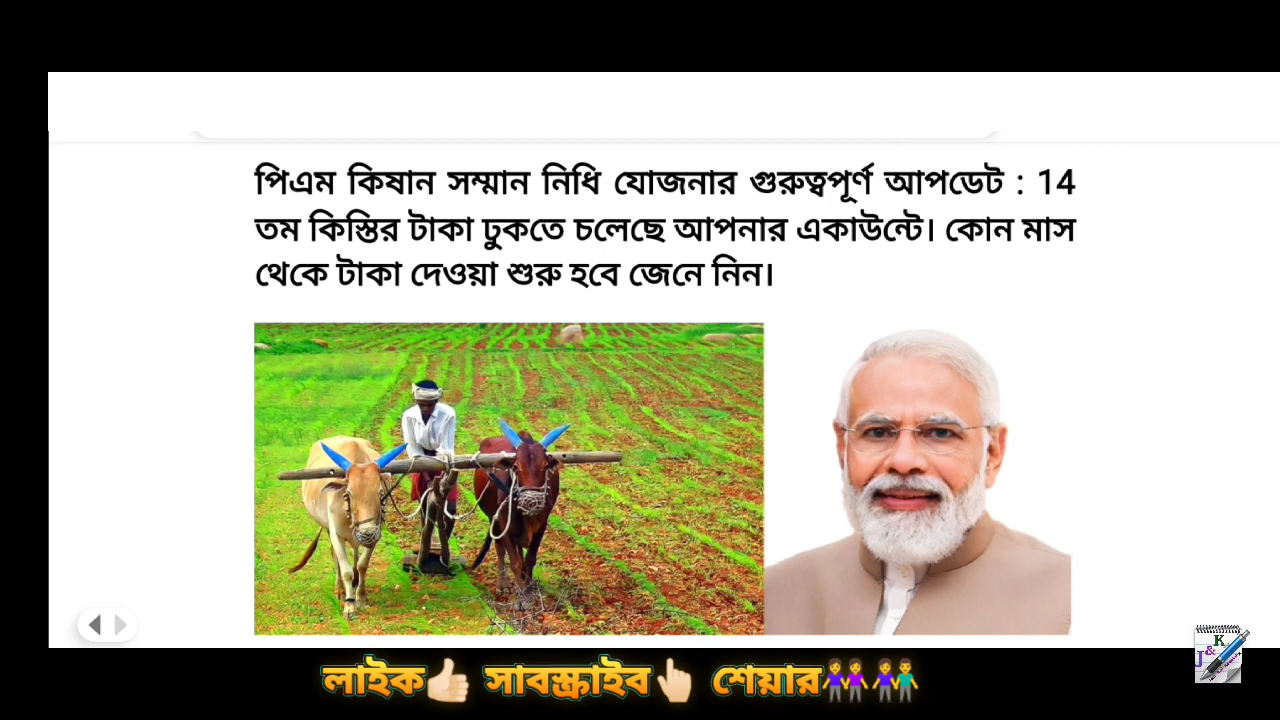 পিএম কিষান সম্মান নিধি যোজনার গুরুত্বপূর্ণ আপডেট : 14
তম কিস্তির টাকা ঢুকতে চলেছে আপনার একাউন্টে। কোন মাস
থেকে টাকা দেওয়া শুরু হবে জেনে নিন।
লাইক👍🏻 সাবস্ক্রাইব👆🏻 শেয়ার👭👫
J&K